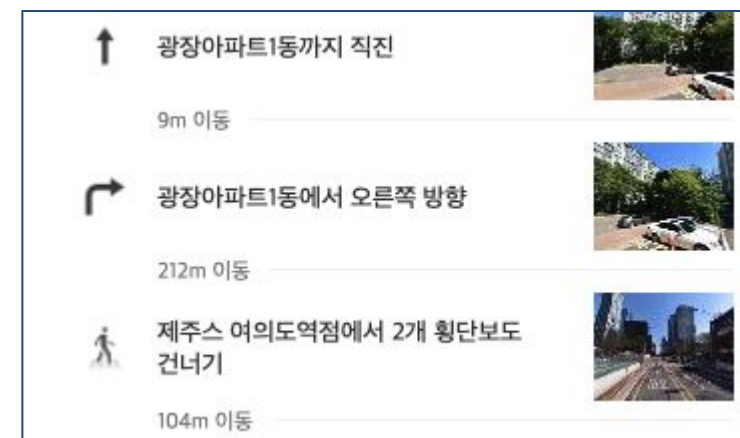 광장아파트1동까지 직진
9m 이동
광장아파트1동에서 오른쪽 방향
212m 이동
제주스 여의도역점에서 2개 횡단보도
건너기
104m 이동